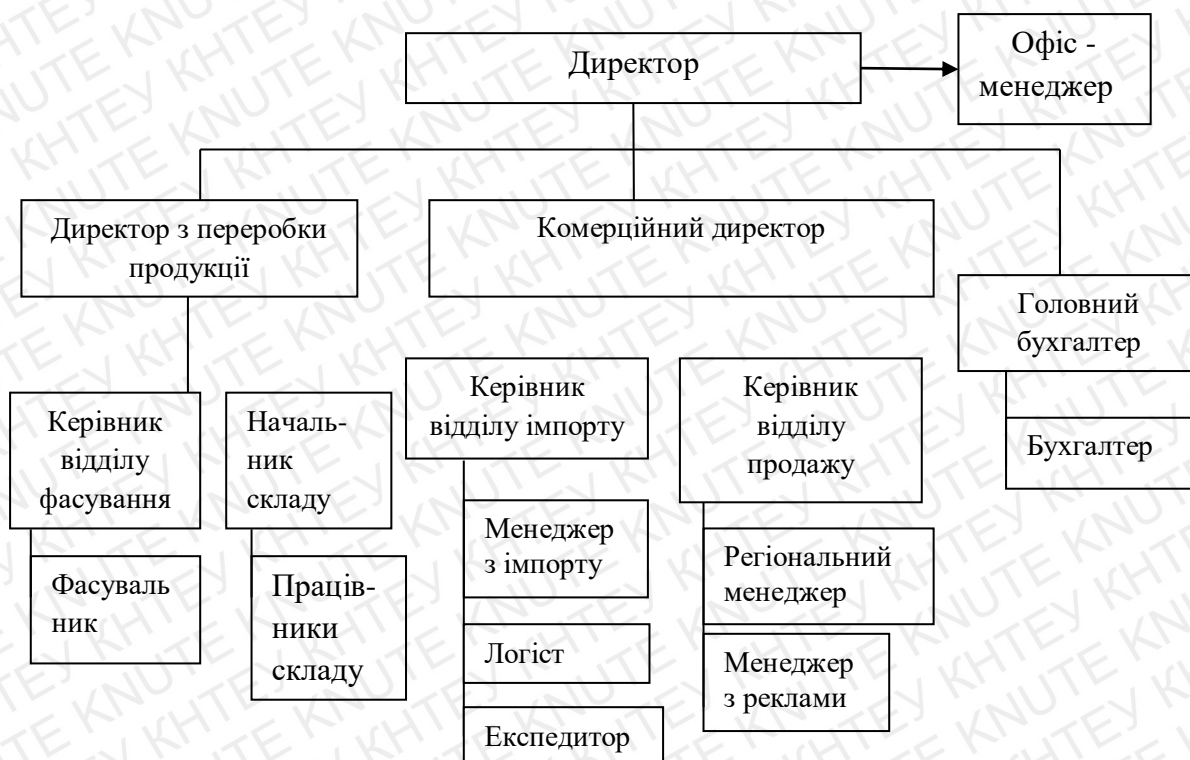 Директор
Офіс -
менеджер
Директор з переробки
продукції
Комерційний директор
Головний
бухгалтер
Керівник
відділу
фасування
Началь-
ник
складу
Керівник
відділу імпорту
Керівник
відділу
продажу
Бухгалтер
Фасуваль
ник
Праців-
ники
складу
Менеджер
з імпорту
Логіст
Експедитор
Регіональний
менеджер
Менеджер
з реклами